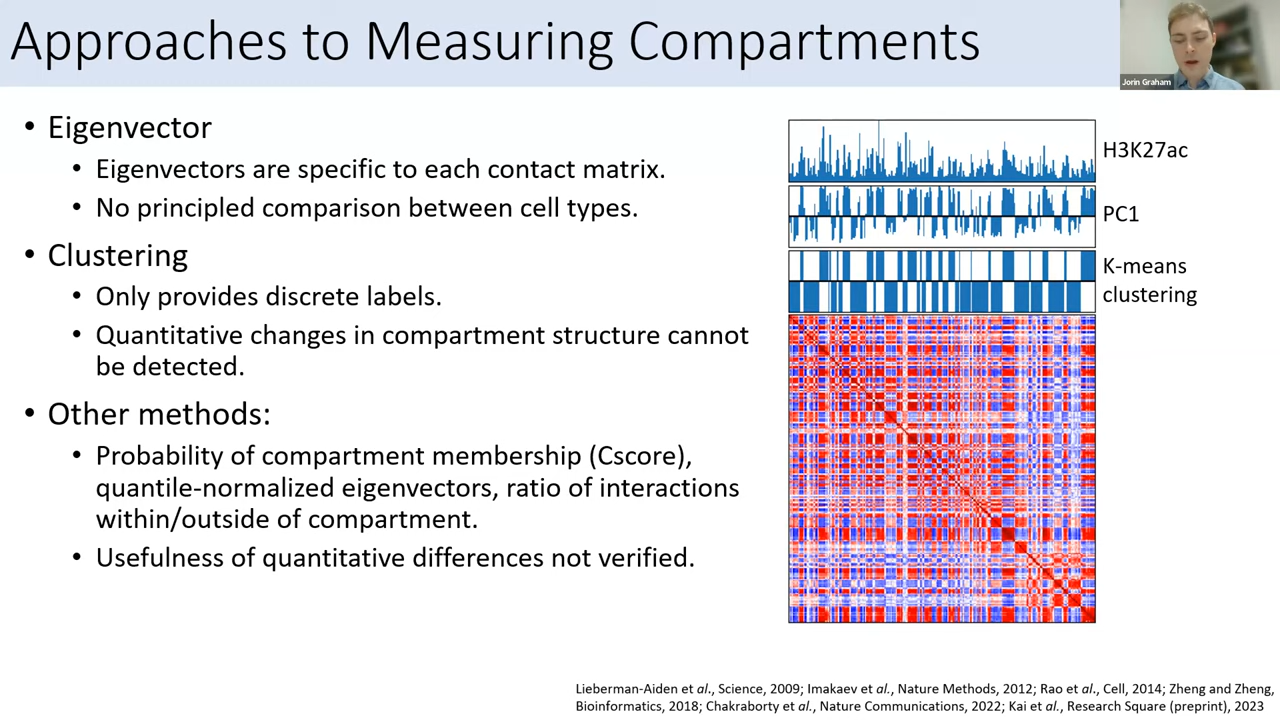 Approaches to Measuring Compartments
Jorin Graham
• Eigenvector
• Eigenvectors are specific to each contact matrix.
• No principled comparison between cell types.
• Clustering
• Only provides discrete labels.
• Quantitative changes in compartment structure cannot
be detected.
• Other methods:
• Probability of compartment membership (Cscore),
quantile-normalized eigenvectors, ratio of interactions
within/outside of compartment.
• Usefulness of quantitative differences not verified.
H3K27ac
PC1
K-means
clustering
Lieberman-Aiden et al., Science, 2009; Imakaev et al., Nature Methods, 2012; Rao et al., Cell, 2014; Zheng and Zheng,
Bioinformatics, 2018; Chakraborty et al., Nature Communications, 2022; Kai et al., Research Square (preprint), 2023